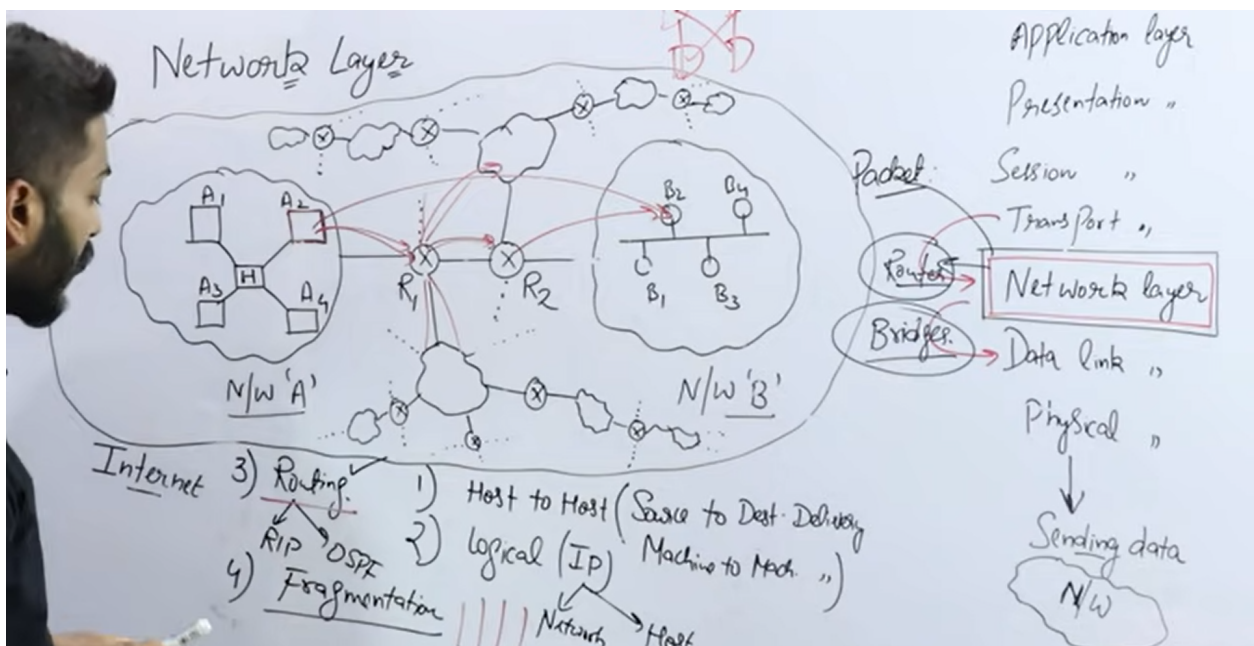 Network Layer
A1
A2
A3
A4
H
N/W 'A'
R1
R2
B2
B4
B1
B3
N/W 'B'
Internet
3) Routing
RIP
OSPF
4) Fragmentation
1) Host to Host (Source to Dest. Delivery
Machine to Mach. ")
2) Logical (IP)
Network
Host
Packet:
Router
Bridges.
Application layer
Presentation "
Session "
Transport "
Network layer
Data link "
Physical "
Sending data
N/W